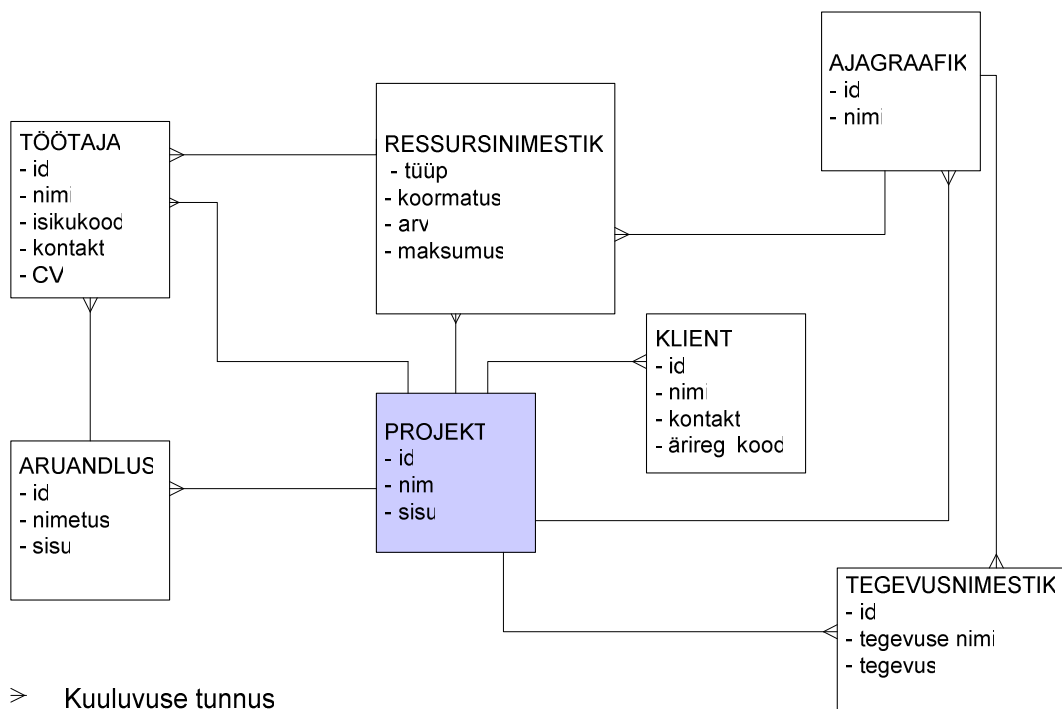 AJAGRAAFIK
- id
- nimi
TÖÖTAJA
- id
- nimi
- isikukood
- kontakt
- CV
RESSURSINIMESTIK
- tüüp
- koormatus
- arv
- maksumus
KLIENT
- id
- nimi
- kontakt
- ärireg kood
PROJEKT
- id
- nim
- sisu
ARUANDLUS
- id
- nimetus
- sisu
TEGEVUSNIMESTIK
- id
- tegevuse nimi
- tegevus
Kuuluvuse tunnus